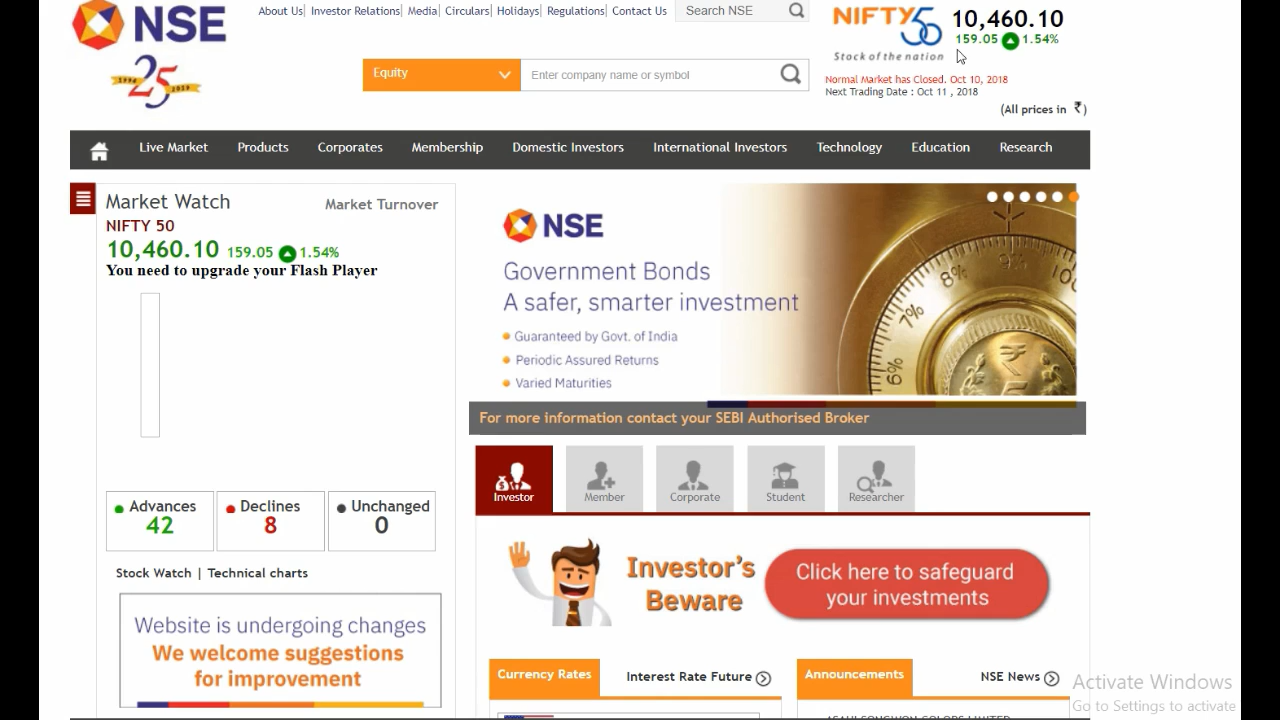 NSE
About Us| Investor Relations| Media| Circulars| Holidays| Regulations| Contact Us
Search NSE
NIFTY 50
Stock of the nation
10,460.10
159.05 1.54%
1994 25 2019
Equity
Enter company name or symbol
Normal Market has Closed. Oct 10, 2018
Next Trading Date : Oct 11 , 2018
(All prices in ₹)
Live Market Products Corporates Membership Domestic Investors International Investors Technology Education Research
Market Watch
Market Turnover
NIFTY 50
10,460.10 159.05 1.54%
You need to upgrade your Flash Player
Advances
42
Declines
8
Unchanged
0
Stock Watch | Technical charts
Website is undergoing changes
We welcome suggestions
for improvement
NSE
Government Bonds
A safer, smarter investment
Guaranteed by Govt. of India
Periodic Assured Returns
Varied Maturities
6% 7% 8% 9%
₹
5
For more information contact your SEBI Authorised Broker
Investor
Member
Corporate
Student
Researcher
Investor's
Beware
Click here to safeguard
your investments
Currency Rates
Interest Rate Future
Announcements
NSE News
Activate Windows
Go to Settings to activate